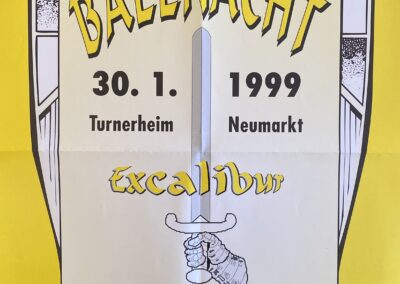 BALLNACHT
30. 1. 1999
Turnerheim Neumarkt
Excalibur